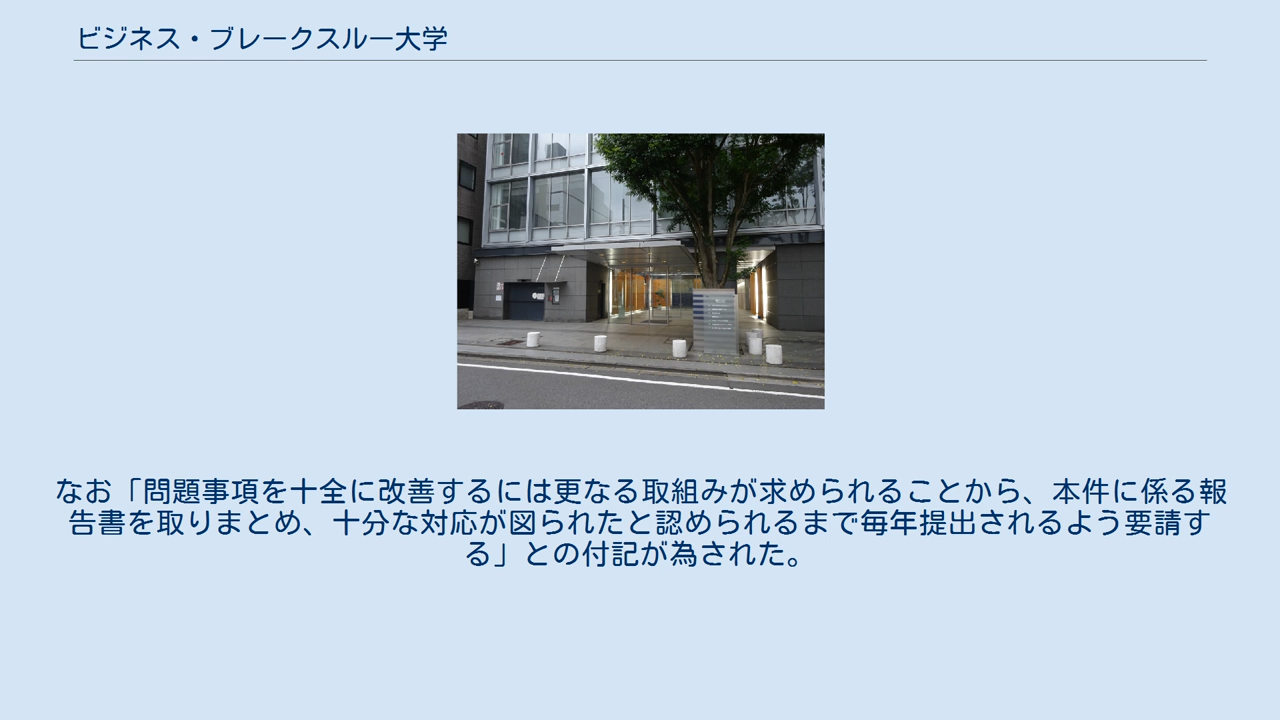 ビジネス・ブレークスルー大学
なお「問題事項を十全に改善するには更なる取組みが求められることから、本件に係る報
告書を取りまとめ、十分な対応が図られたと認められるまで毎年提出されるよう要請す
る」との付記が為された。